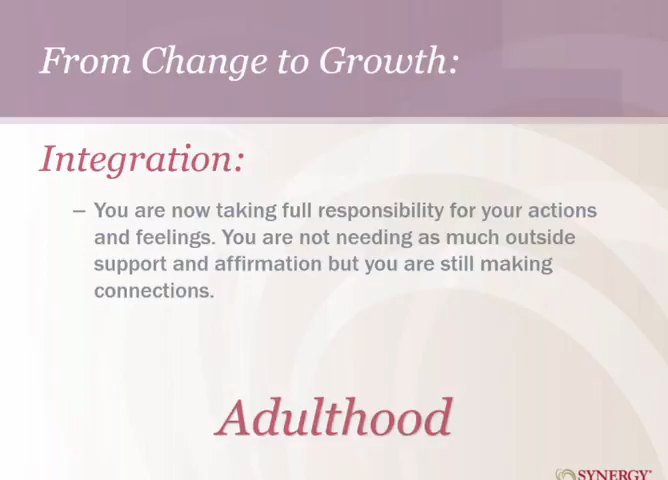 From Change to Growth:
Integration:
– You are now taking full responsibility for your actions
and feelings. You are not needing as much outside
support and affirmation but you are still making
connections.
Adulthood
SYNERGY®